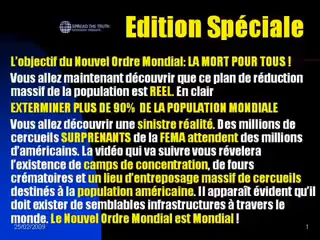 SPREAD THE TRUTH
Edition Spéciale
L'objectif du Nouvel Ordre Mondial: LA MORT POUR TOUS !
Vous allez maintenant découvrir que ce plan de réduction
massif de la population est REEL. En clair
EXTERMINER PLUS DE 90% DE LA POPULATION MONDIALE
Vous allez découvrir une sinistre réalité. Des millions de
cercueils SURPRENANTS de la FEMA attendent des millions
d'américains. La vidéo qui va suivre vous révelera
l'existence de camps de concentration, de fours
crématoires et un lieu d'entreposage massif de cercueils
destinés à la population américaine. Il apparaît évident qu'il
doit exister de semblables infrastructures à travers le
monde. Le Nouvel Ordre Mondial est Mondial !
25/02/2009
1